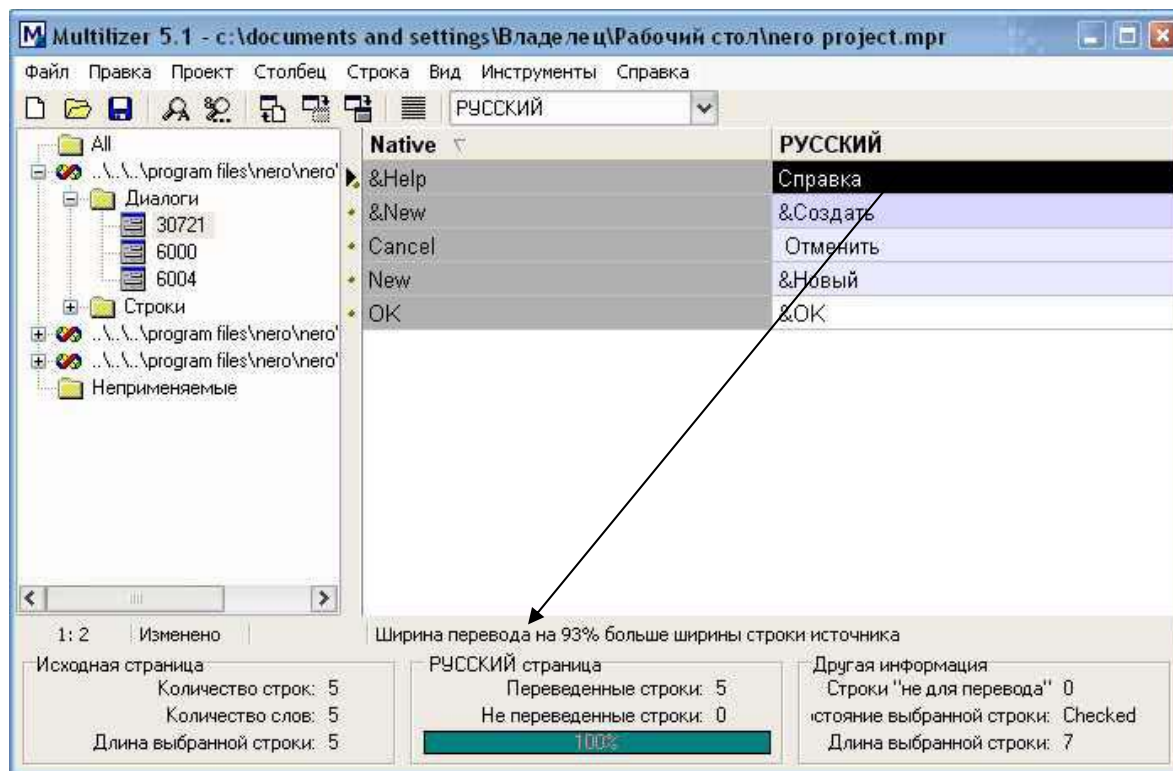 Multilizer 5.1 - c:\documents and settings\Владелец\Рабочий стол\nero project.mpr
Файл Правка Проект Столбец Строка Вид Инструменты Справка
РУССКИЙ
All
..\..\..\program files\nero\nero'
Диалоги
30721
6000
6004
Строки
..\..\..\program files\nero\nero'
..\..\..\program files\nero\nero'
Неприменяемые
Native РУССКИЙ
&Help Справка
&New &Создать
Cancel Отменить
New &Новый
OK &OK
1: 2 Изменено Ширина перевода на 93% больше ширины строки источника
Исходная страница
Количество строк: 5
Количество слов: 5
Длина выбранной строки: 5
РУССКИЙ страница
Переведенные строки: 5
Не переведенные строки: 0
100%
Другая информация
Строки "не для перевода" 0
стояние выбранной строки: Checked
Длина выбранной строки: 7